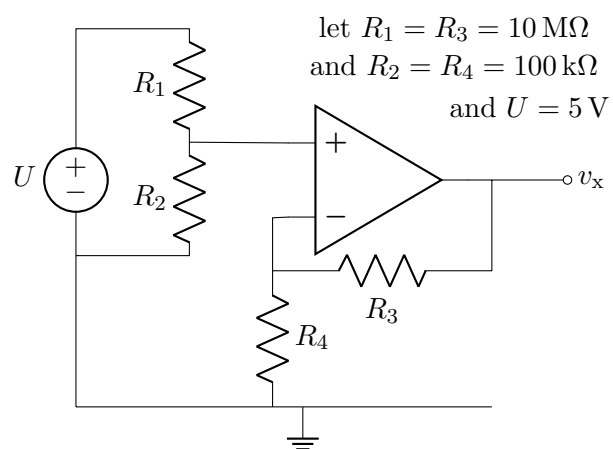 let R₁ = R₃ = 10 MΩ
and R₂ = R₄ = 100 kΩ
and U = 5 V
R₁
+
U
+
−
R₂
−
vₓ
R₃
R₄